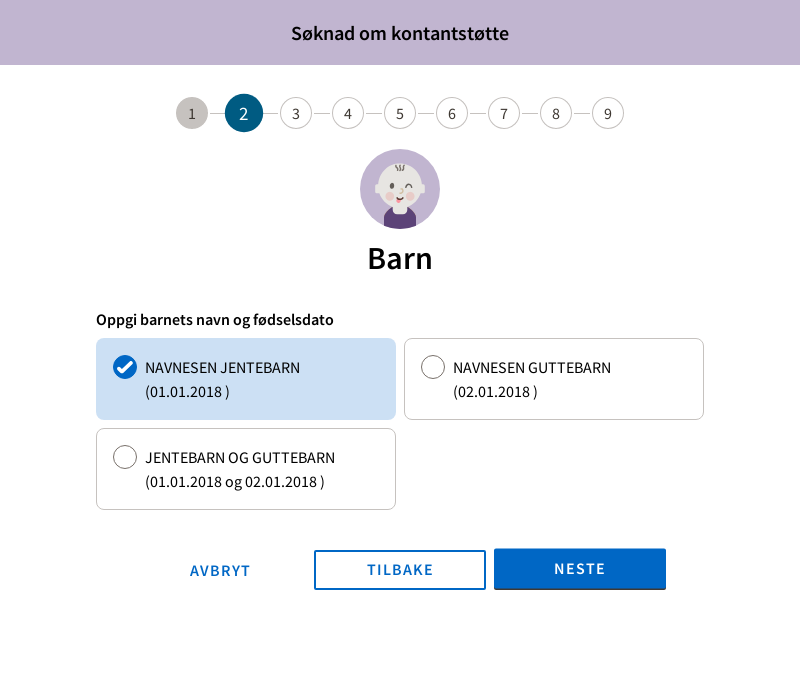 Søknad om kontantstøtte
1 2 3 4 5 6 7 8 9
Barn
Oppgi barnets navn og fødselsdato
NAVNESEN JENTEBARN
(01.01.2018 )
NAVNESEN GUTTEBARN
(02.01.2018 )
JENTEBARN OG GUTTEBARN
(01.01.2018 og 02.01.2018 )
AVBRYT
TILBAKE
NESTE